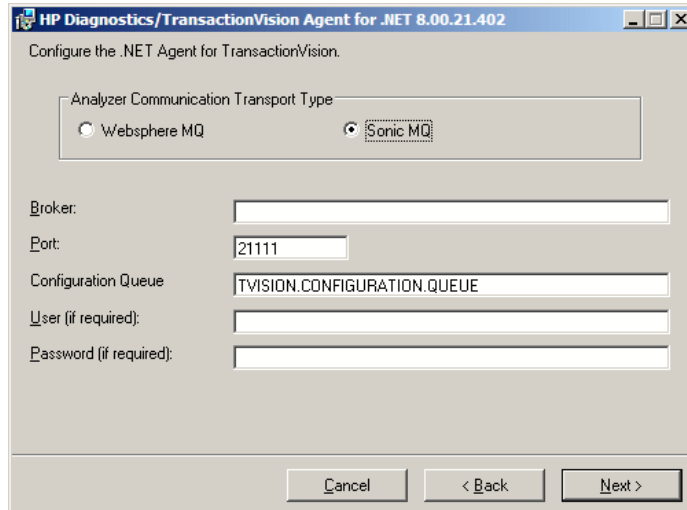 HP Diagnostics/TransactionVision Agent for .NET 8.00.21.402
Configure the .NET Agent for TransactionVision.
Analyzer Communication Transport Type
Websphere MQ
Sonic MQ
Broker:
Port:
21111
Configuration Queue
TVISION.CONFIGURATION.QUEUE
User (if required):
Password (if required):
Cancel
< Back
Next >